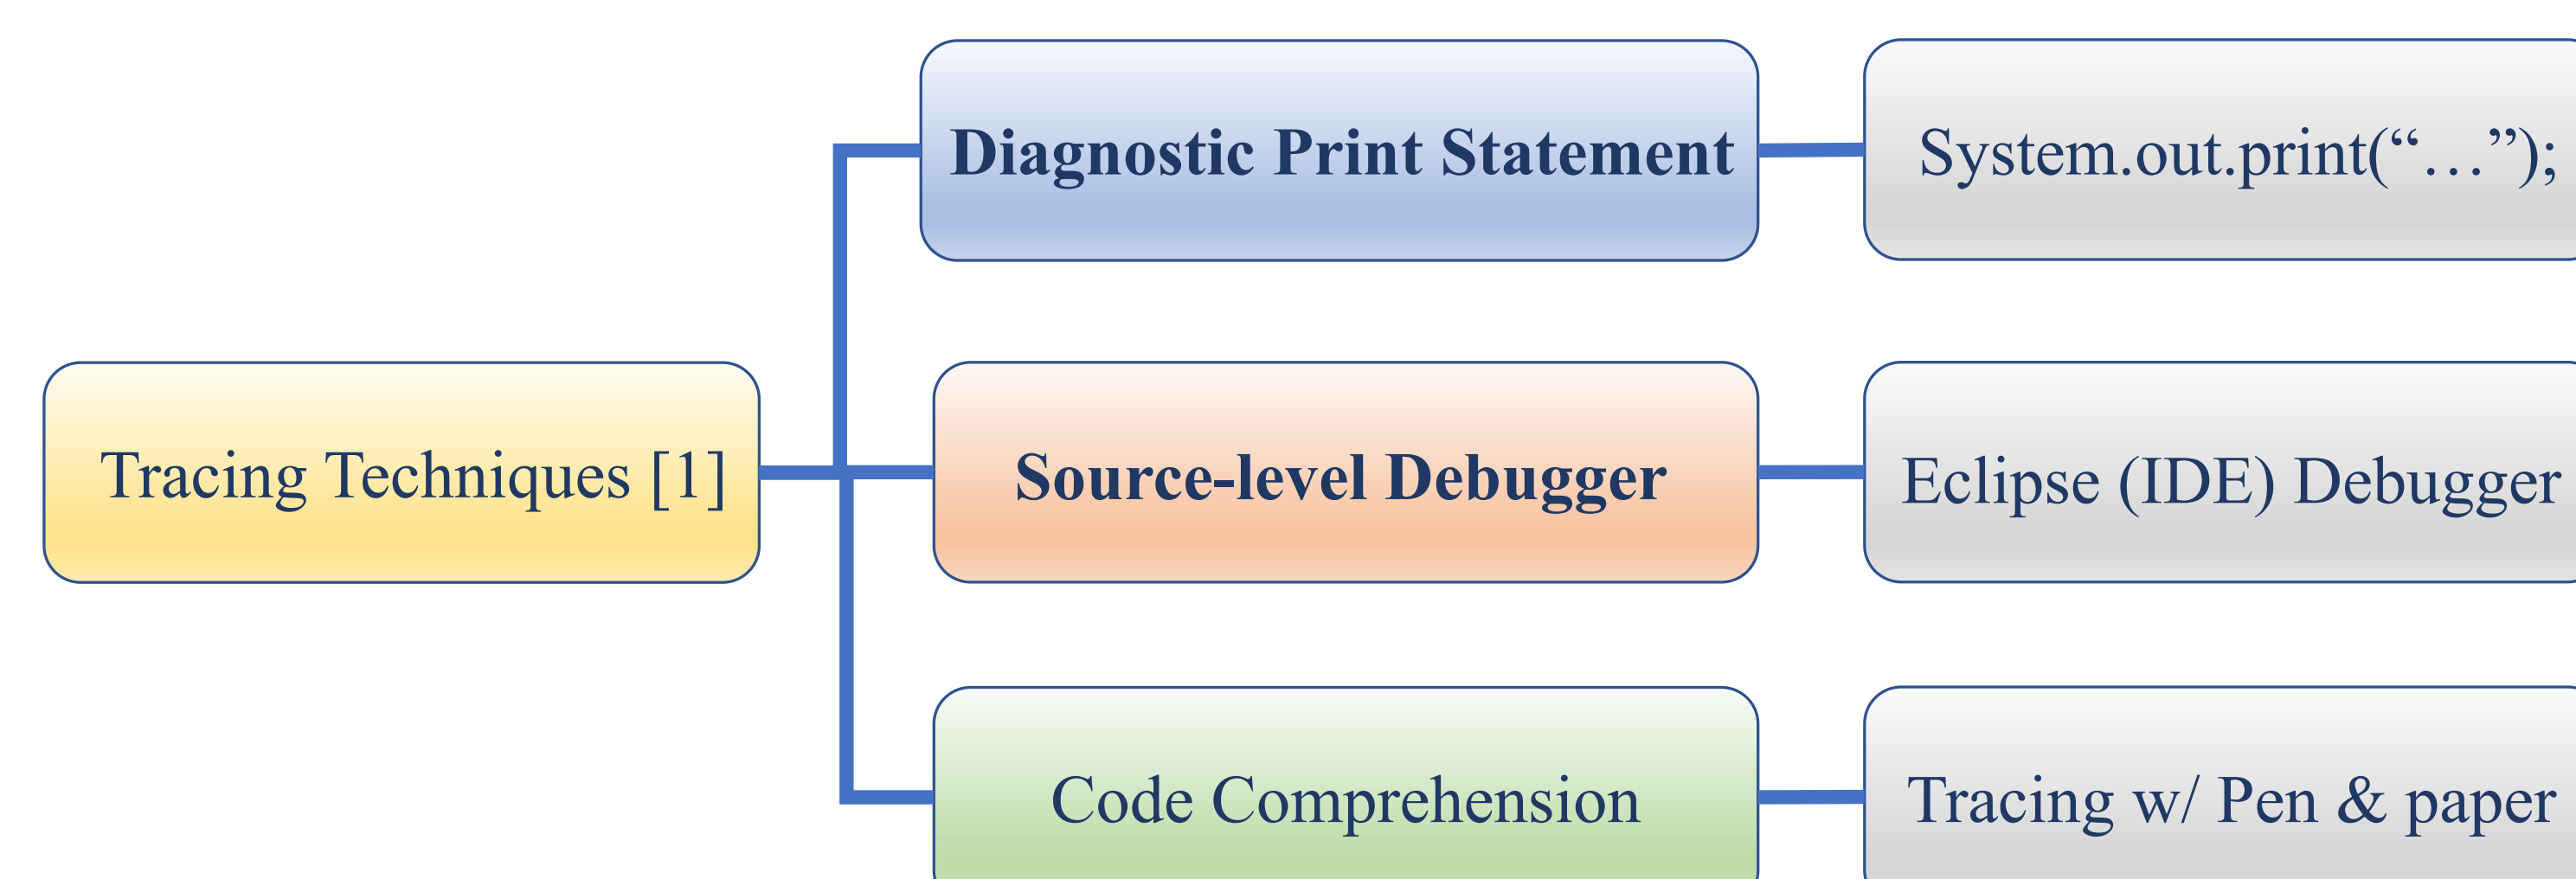 Diagnostic Print Statement
System.out.print(“…”);
Tracing Techniques [1]
Source-level Debugger
Eclipse (IDE) Debugger
Code Comprehension
Tracing w/ Pen & paper